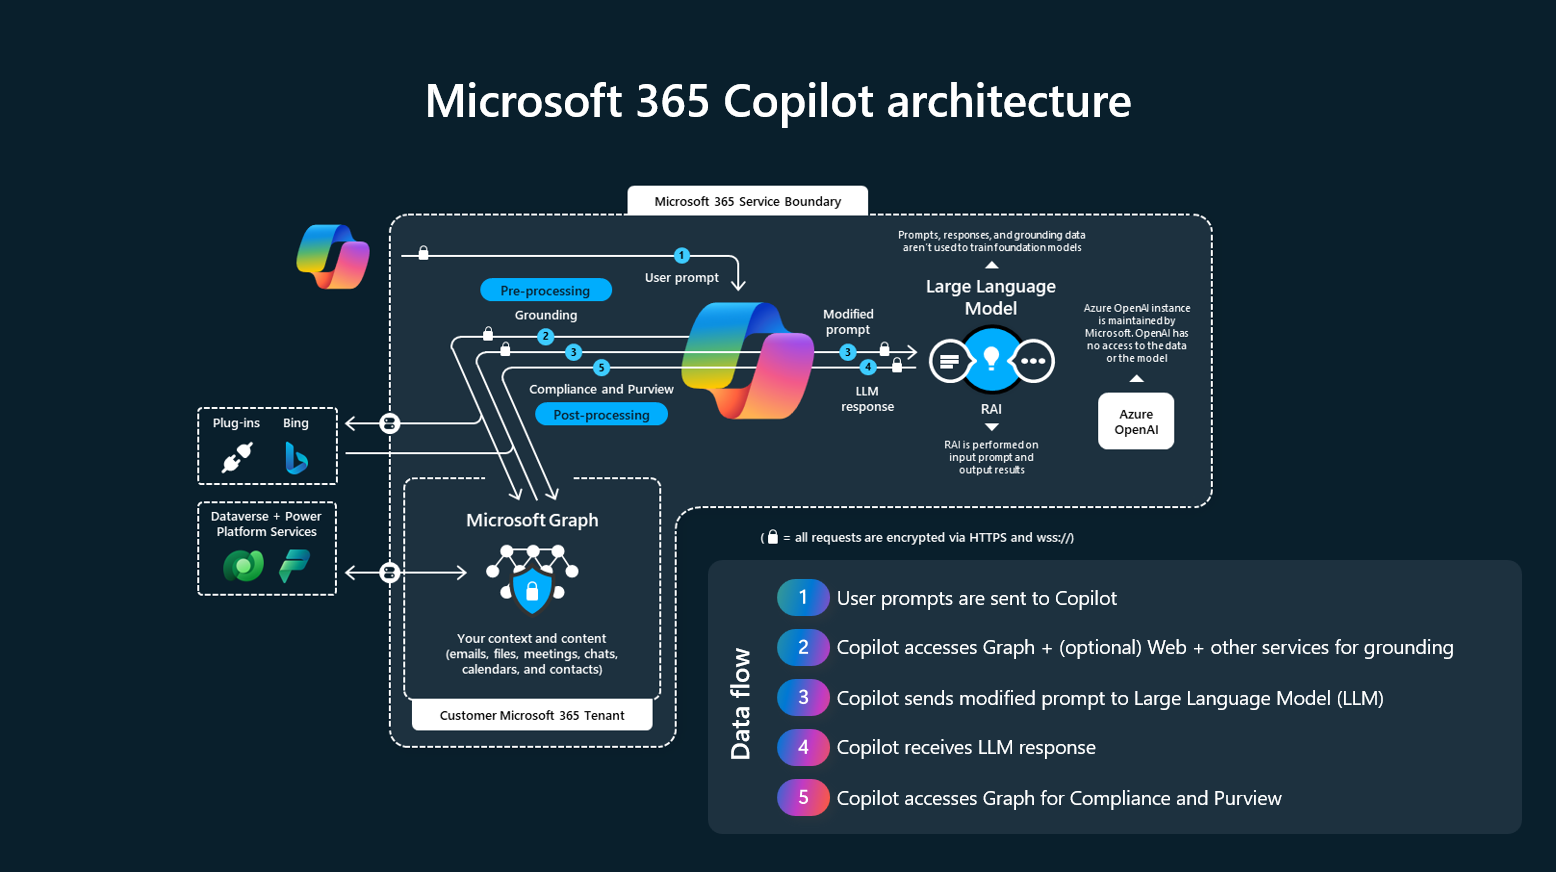 Microsoft 365 Copilot architecture
Microsoft 365 Service Boundary
1
User prompt
Pre-processing
Grounding
2
3
5
Compliance and Purview
Post-processing
Modified
prompt
3
4
LLM
response
Prompts, responses, and grounding data
aren't used to train foundation models
Large Language
Model
RAI
RAI is performed on
input prompt and
output results
Azure OpenAI instance
is maintained by
Microsoft. OpenAI has
no access to the data
or the model
Azure
OpenAI
Plug-ins
Bing
Dataverse + Power
Platform Services
Microsoft Graph
Your context and content
(emails, files, meetings, chats,
calendars, and contacts)
Customer Microsoft 365 Tenant
( = all requests are encrypted via HTTPS and wss://)
Data flow
1 User prompts are sent to Copilot
2 Copilot accesses Graph + (optional) Web + other services for grounding
3 Copilot sends modified prompt to Large Language Model (LLM)
4 Copilot receives LLM response
5 Copilot accesses Graph for Compliance and Purview